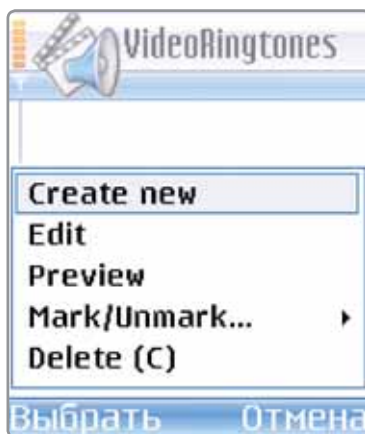 VideoRingtones
Create new
Edit
Preview
Mark/Unmark...
Delete (C)
Выбрать Отмена